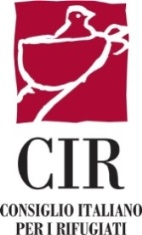 CIR
CONSIGLIO ITALIANO
PER I RIFUGIATI